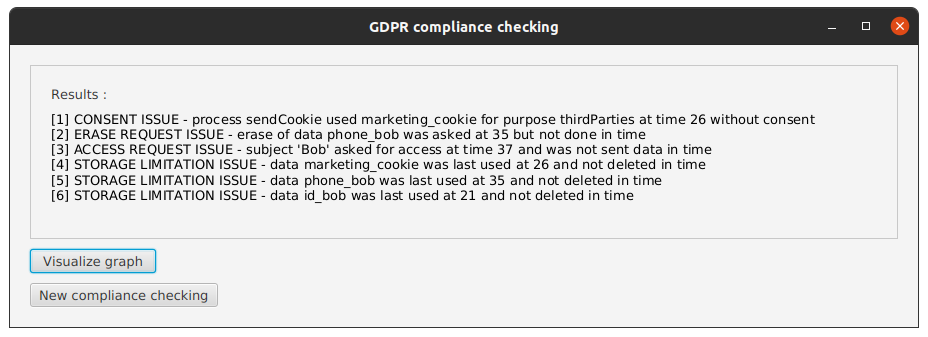 GDPR compliance checking
Results :
[1] CONSENT ISSUE - process sendCookie used marketing_cookie for purpose thirdParties at time 26 without consent
[2] ERASE REQUEST ISSUE - erase of data phone_bob was asked at 35 but not done in time
[3] ACCESS REQUEST ISSUE - subject 'Bob' asked for access at time 37 and was not sent data in time
[4] STORAGE LIMITATION ISSUE - data marketing_cookie was last used at 26 and not deleted in time
[5] STORAGE LIMITATION ISSUE - data phone_bob was last used at 35 and not deleted in time
[6] STORAGE LIMITATION ISSUE - data id_bob was last used at 21 and not deleted in time
Visualize graph
New compliance checking